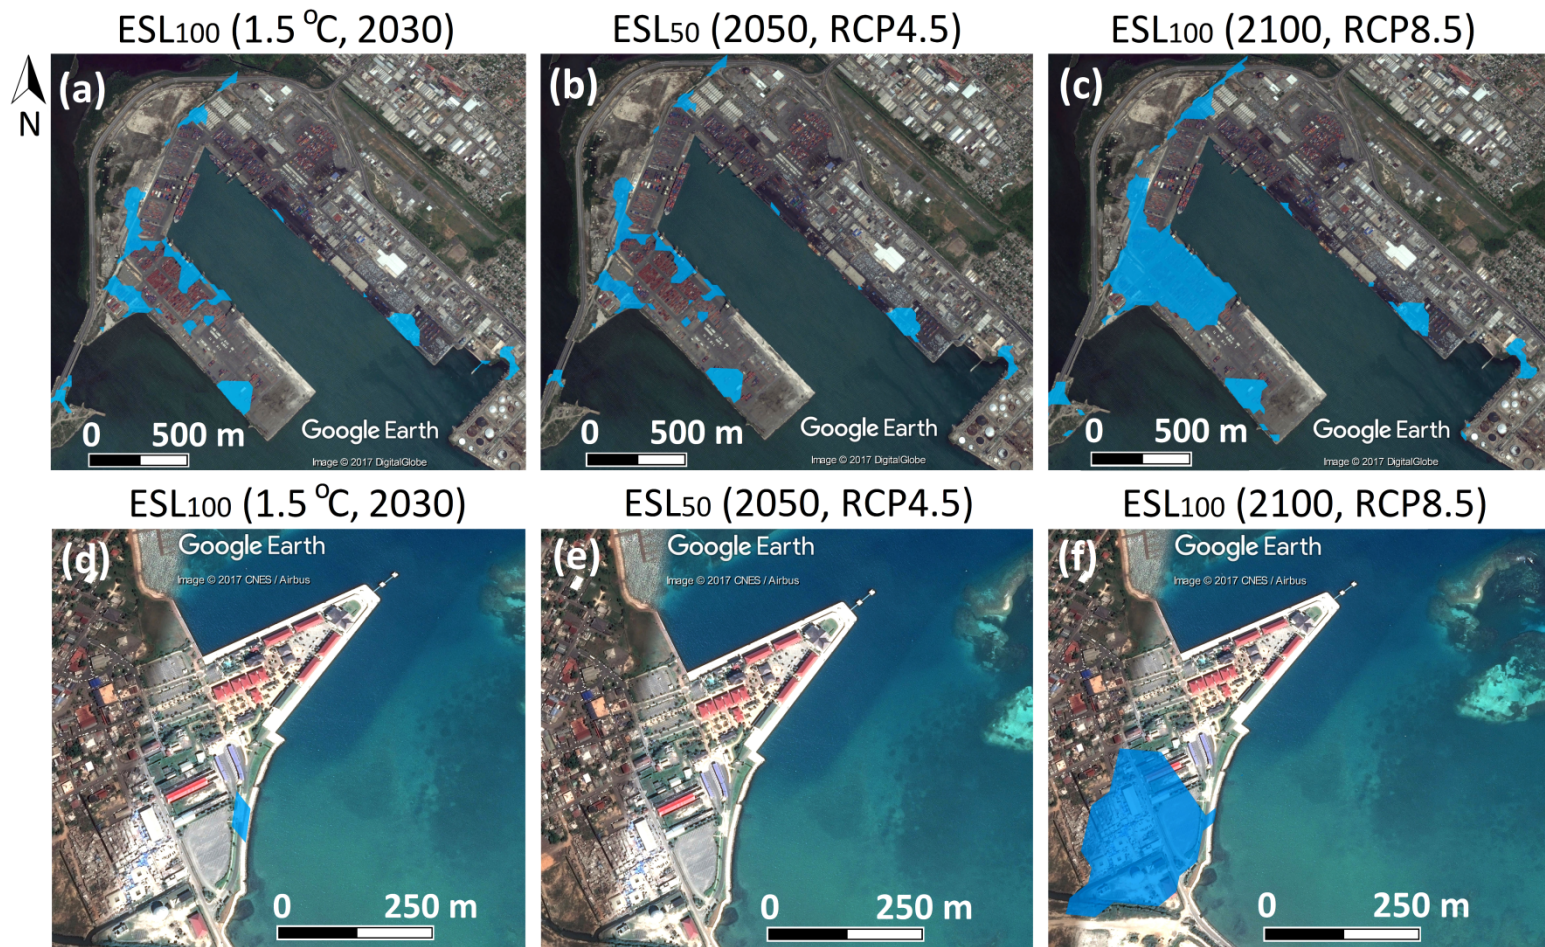 ESL100 (1.5 °C, 2030)
ESL50 (2050, RCP4.5)
ESL100 (2100, RCP8.5)
N
(a)
0 500 m
Google Earth
Image © 2017 DigitalGlobe
(b)
0 500 m
Google Earth
Image © 2017 DigitalGlobe
(c)
0 500 m
Google Earth
Image © 2017 DigitalGlobe
ESL100 (1.5 °C, 2030)
ESL50 (2050, RCP4.5)
ESL100 (2100, RCP8.5)
(d)
Google Earth
Image © 2017 CNES / Airbus
0 250 m
(e)
Google Earth
Image © 2017 CNES / Airbus
0 250 m
(f)
Google Earth
Image © 2017 CNES / Airbus
0 250 m